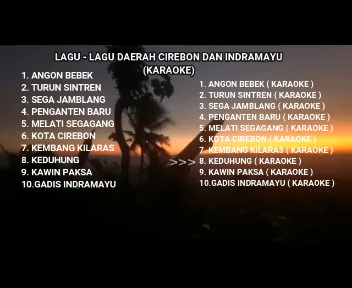 LAGU - LAGU DAERAH CIREBON DAN INDRAMAYU
(KARAOKE)
1. ANGON BEBEK
2. TURUN SINTREN
3. SEGA JAMBLANG
4. PENGANTEN BARU
5. MELATI SEGAGANG
6. KOTA CIREBON
7. KEMBANG KILARAS
8. KEDUHUNG
9. KAWIN PAKSA
10.GADIS INDRAMAYU
>>>
1. ANGON BEBEK ( KARAOKE )
2. TURUN SINTREN ( KARAOKE )
3. SEGA JAMBLANG ( KARAOKE )
4. PENGANTEN BARU ( KARAOKE )
5. MELATI SEGAGANG ( KARAOKE )
6. KOTA CIREBON ( KARAOKE )
7. KEMBANG KILARAS ( KARAOKE )
8. KEDUHUNG ( KARAOKE )
9. KAWIN PAKSA ( KARAOKE )
10.GADIS INDRAMAYU ( KARAOKE )